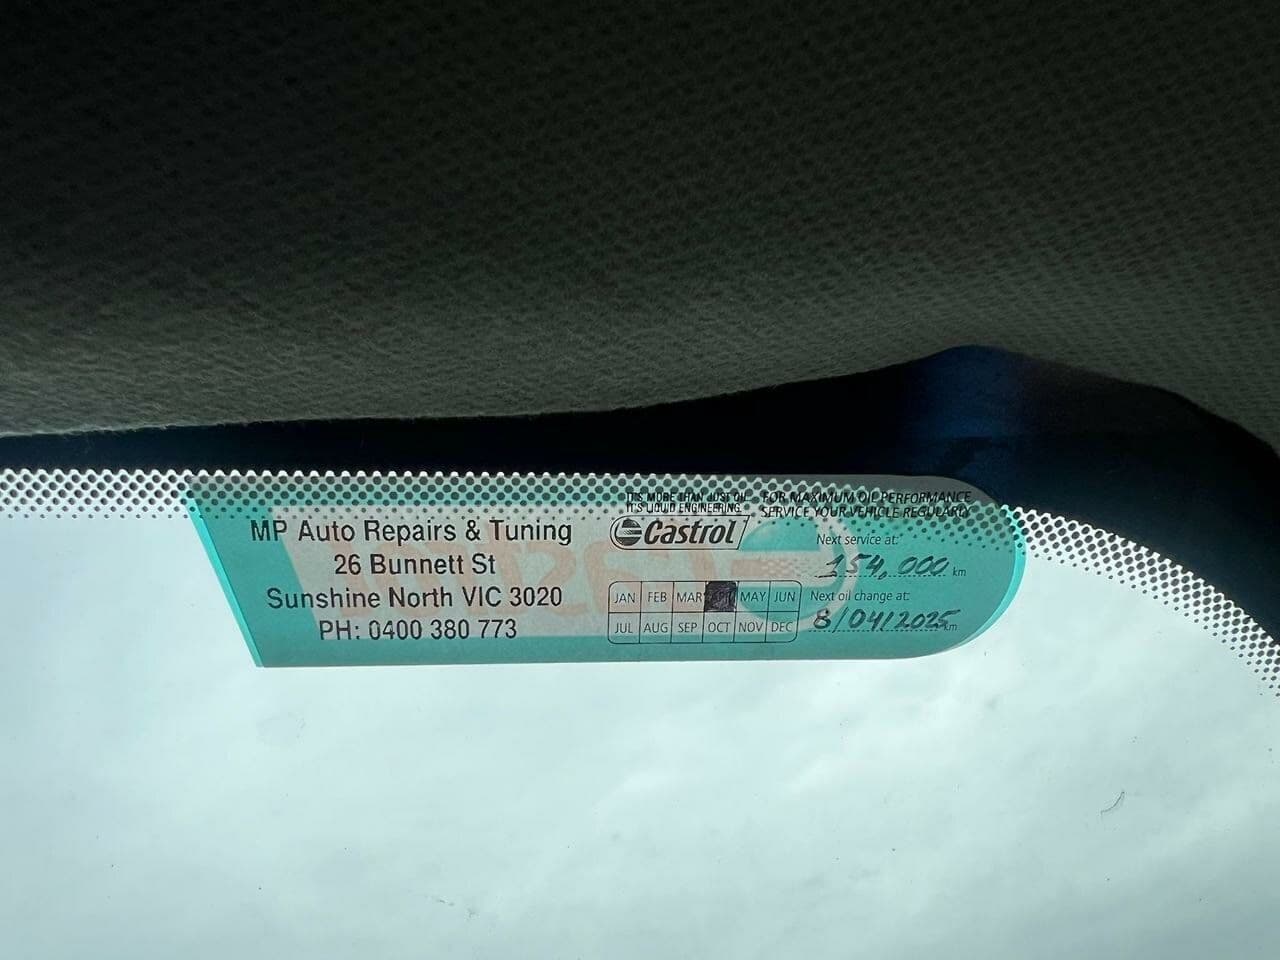 MP Auto Repairs & Tuning
26 Bunnett St
Sunshine North VIC 3020
PH: 0400 380 773
IT'S MORE THAN JUST OIL
IT'S LIQUID ENGINEERING.
Castrol
FOR MAXIMUM OIL PERFORMANCE
SERVICE YOUR VEHICLE REGULARLY
Next service at:
154,000 km
JAN FEB MAR APR MAY JUN
JUL AUG SEP OCT NOV DEC
Next oil change at:
8/04/2025 km
Castrol